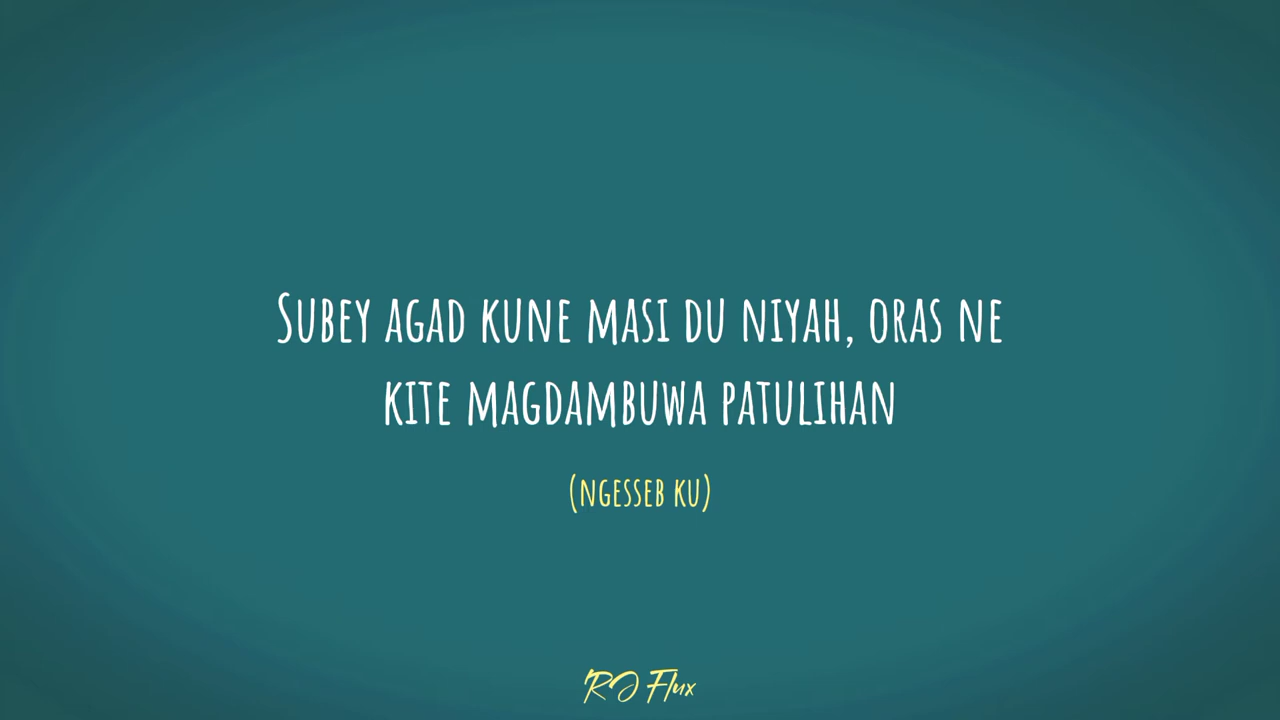 Subey agad kune masi du niyah, oras ne
kite magdambuwa patulihan
(ngesseb ku)
RJ Flux